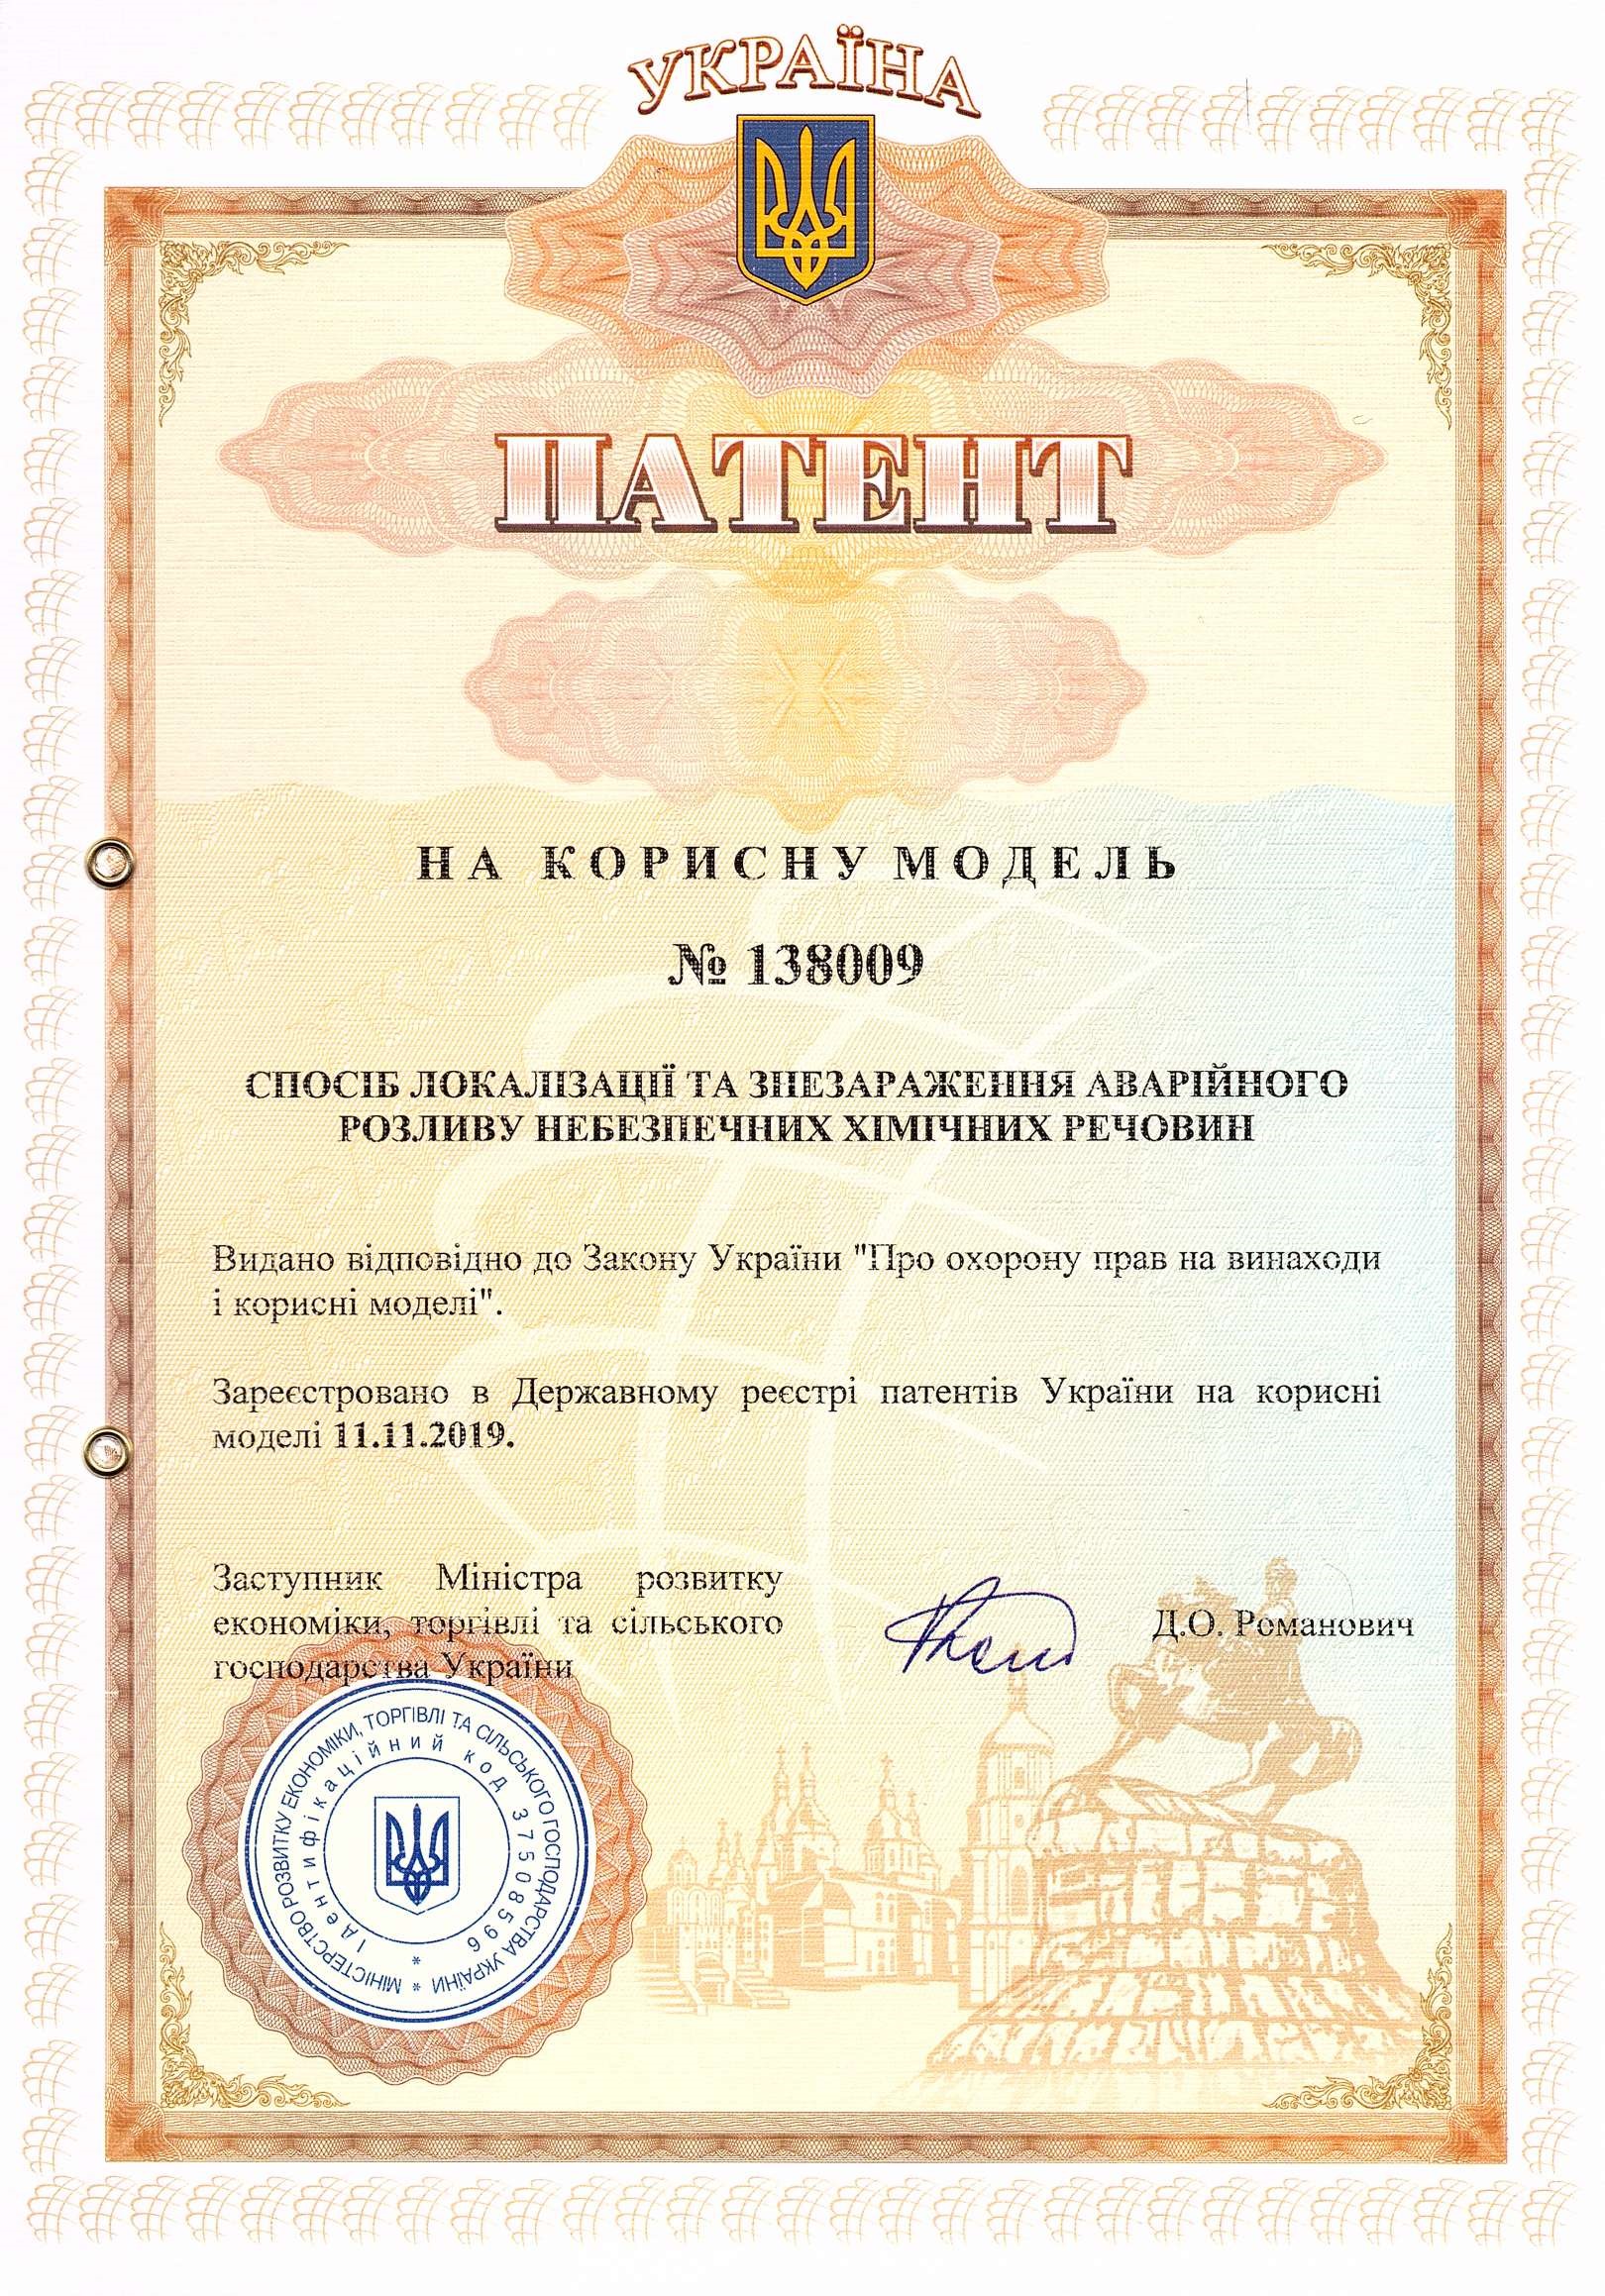 УКРАЇНА
ПАТЕНТ
НА КОРИСНУ МОДЕЛЬ
№ 138009
СПОСІБ ЛОКАЛІЗАЦІЇ ТА ЗНЕЗАРАЖЕННЯ АВАРІЙНОГО
РОЗЛИВУ НЕБЕЗПЕЧНИХ ХІМІЧНИХ РЕЧОВИН
Видано відповідно до Закону України "Про охорону прав на винаходи
і корисні моделі".
Зареєстровано в Державному реєстрі патентів України на корисні
моделі 11.11.2019.
Заступник Міністра розвитку
економіки, торгівлі та сільського
господарства України
Д.О. Романович
МІНІСТЕРСТВО РОЗВИТКУ ЕКОНОМІКИ, ТОРГІВЛІ ТА СІЛЬСЬКОГО ГОСПОДАРСТВА УКРАЇНИ *
Ідентифікаційний код 37508596 *